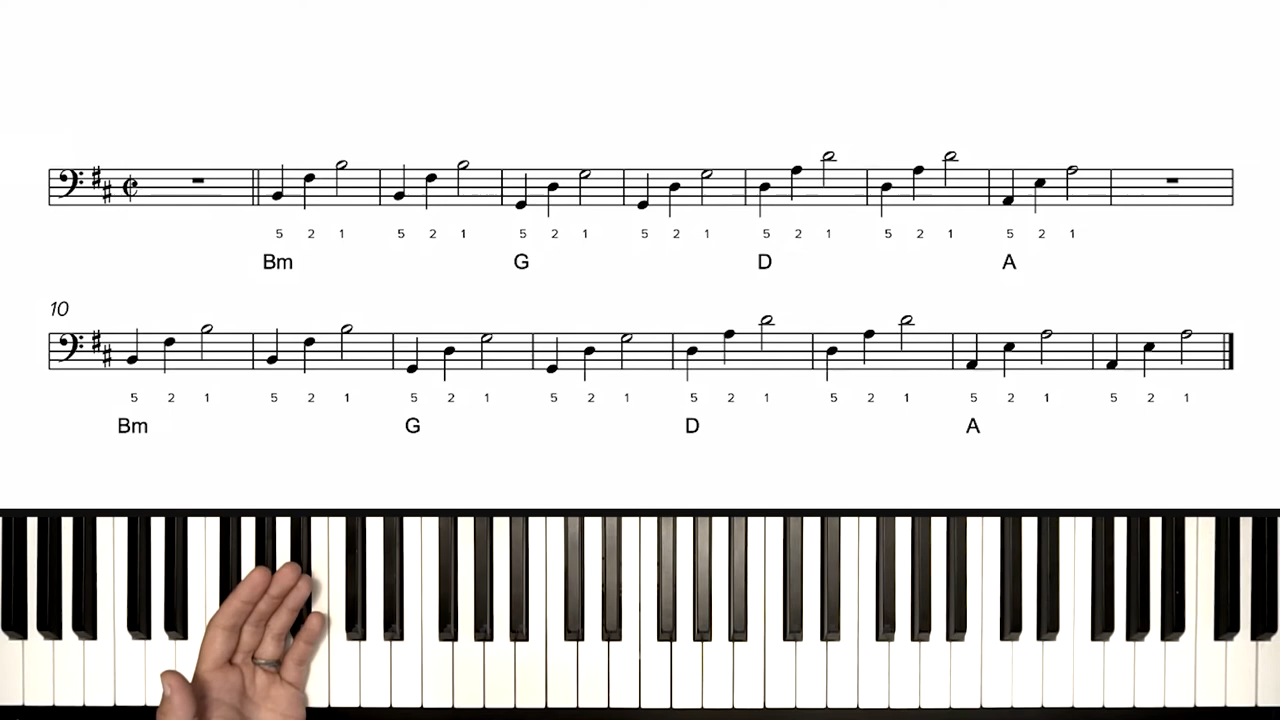 5 2 1 5 2 1 5 2 1 5 2 1 5 2 1 5 2 1 5 2 1
Bm G D A
10
5 2 1 5 2 1 5 2 1 5 2 1 5 2 1 5 2 1 5 2 1 5 2 1
Bm G D A